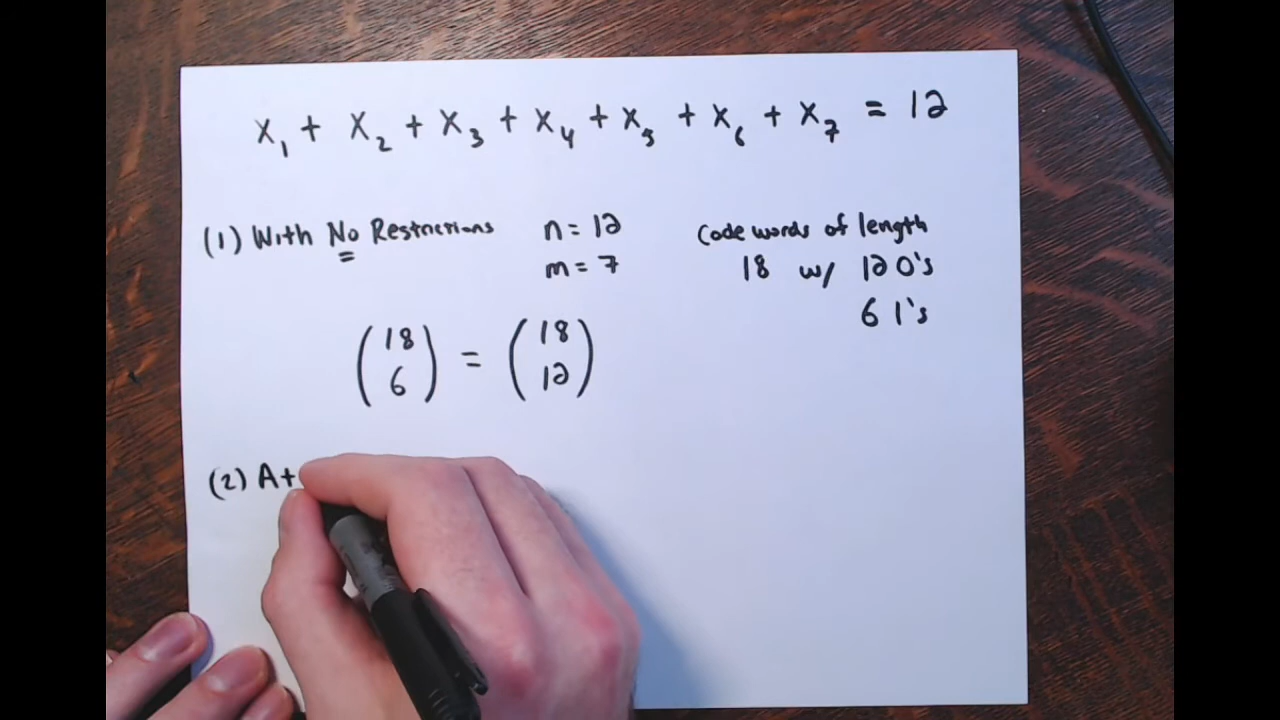 x₁ + x₂ + x₃ + x₄ + x₅ + x₆ + x₇ = 12
(1) With No Restrictions n = 12 Code words of length
m = 7 18 w/ 12 0's
6 1's
(18 6) = (18 12)
(2) At